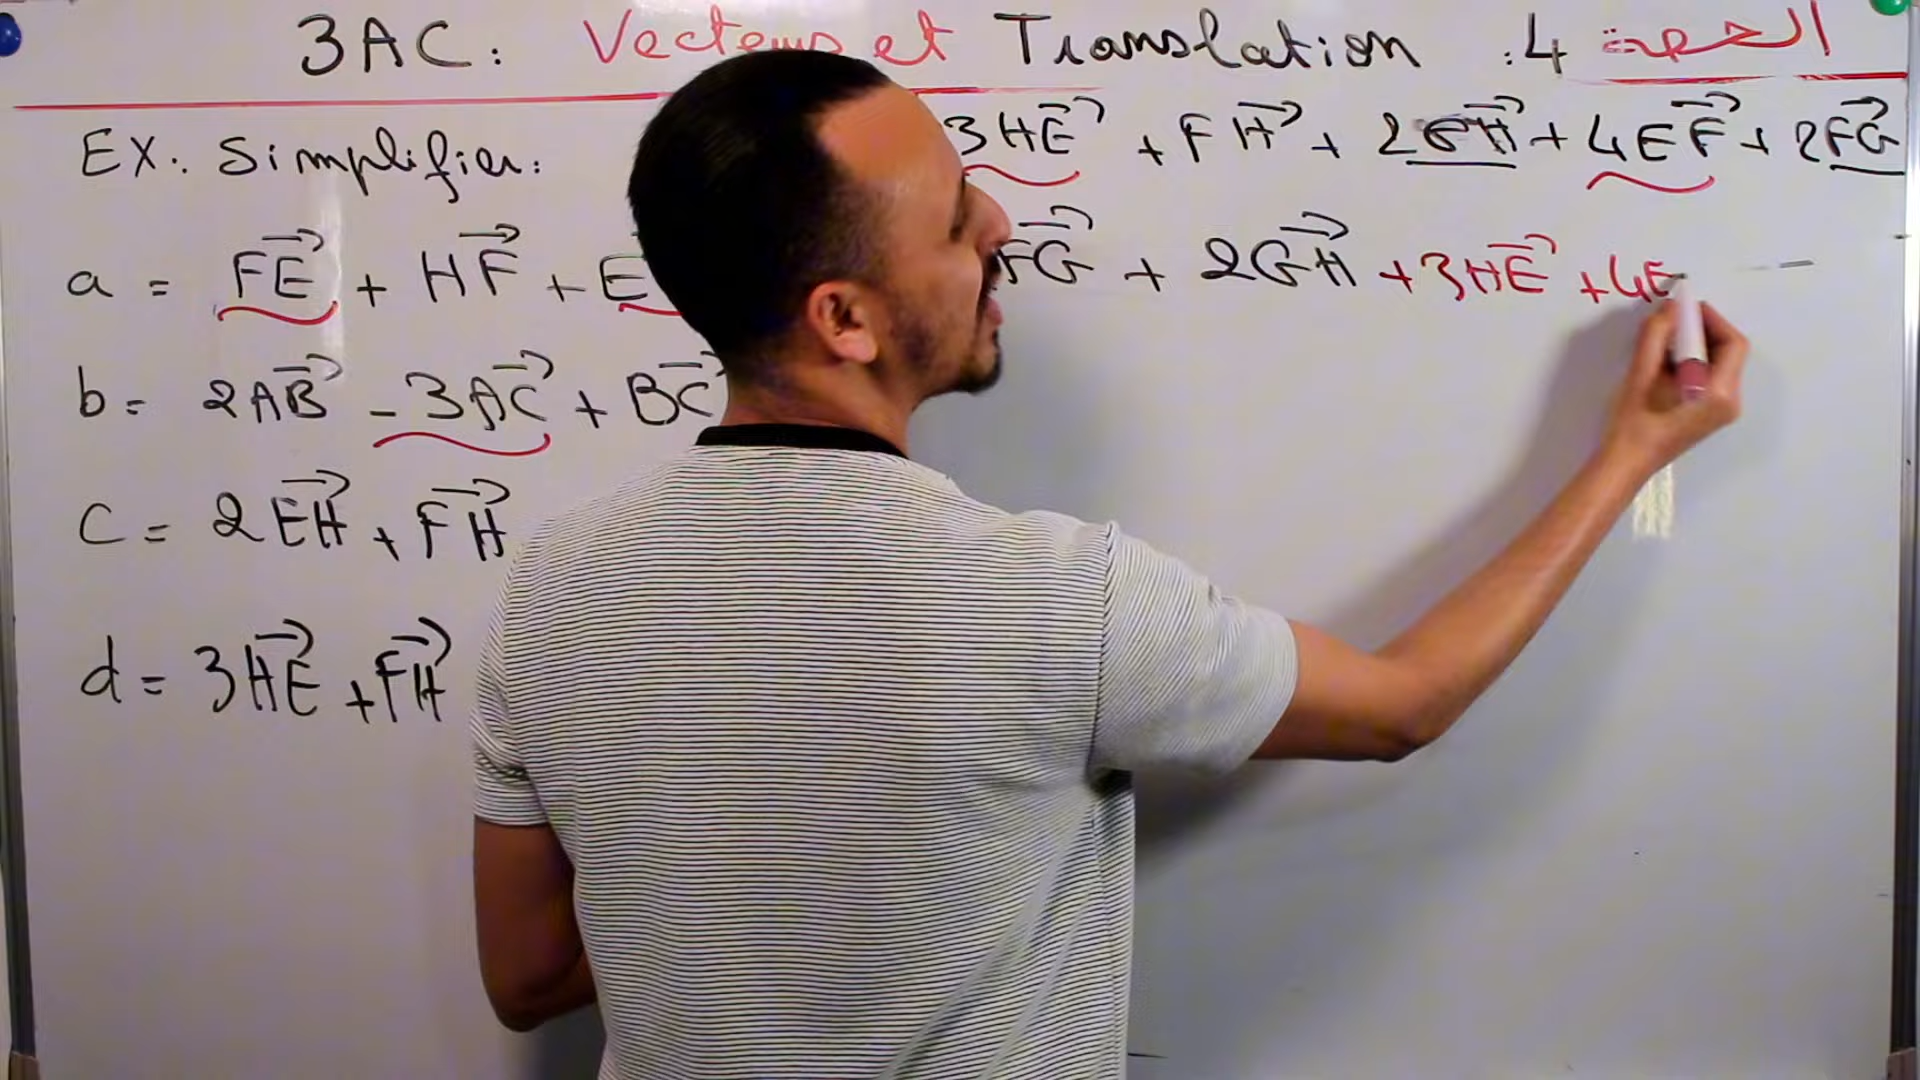 3AC: Vecteurs et Translation :4 الحصة
EX. Simplifier:
3HE + FH + 2GH + 4EF + 2FG
a = FE + HF + E
FG + 2GH + 3HE + 4E
b = 2AB - 3AC + BC
c = 2EH + FH
d = 3HE + FH